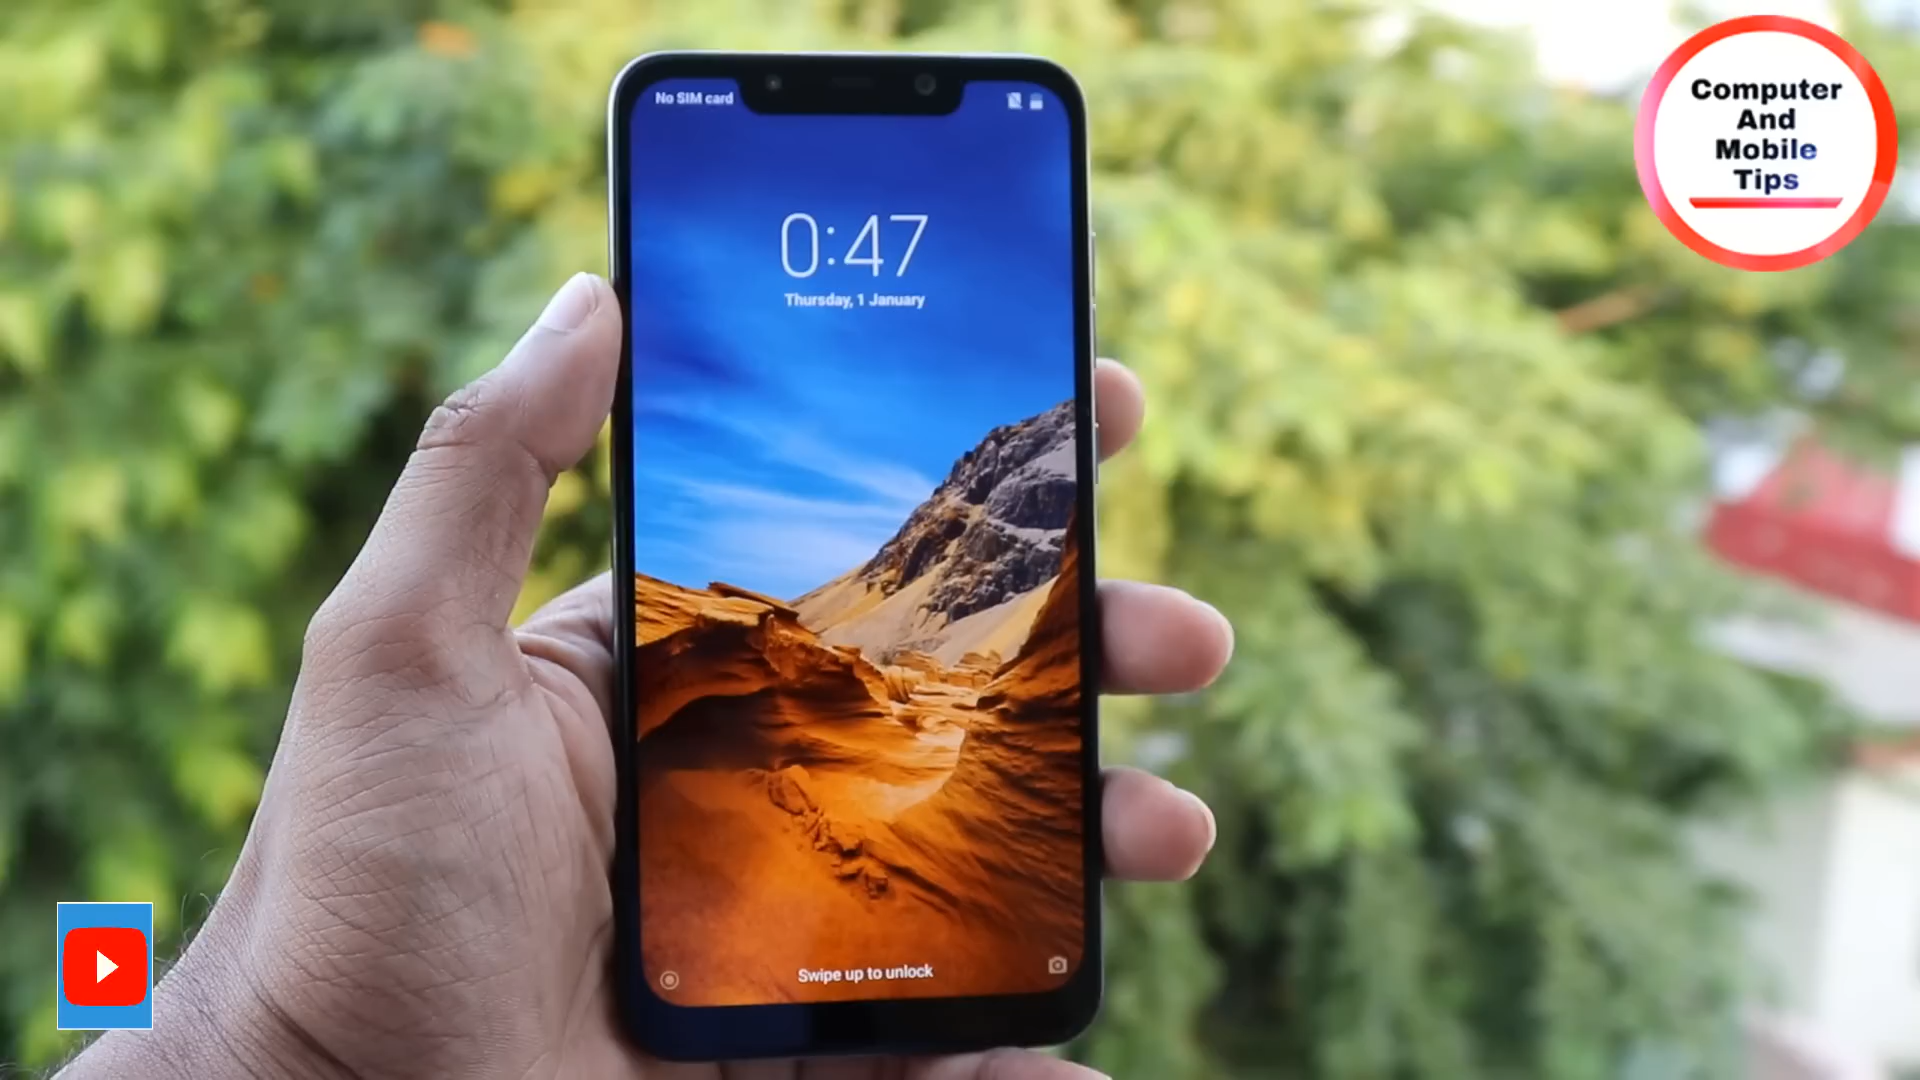 No SIM card
0:47
Thursday, 1 January
Swipe up to unlock
Computer
And
Mobile
Tips